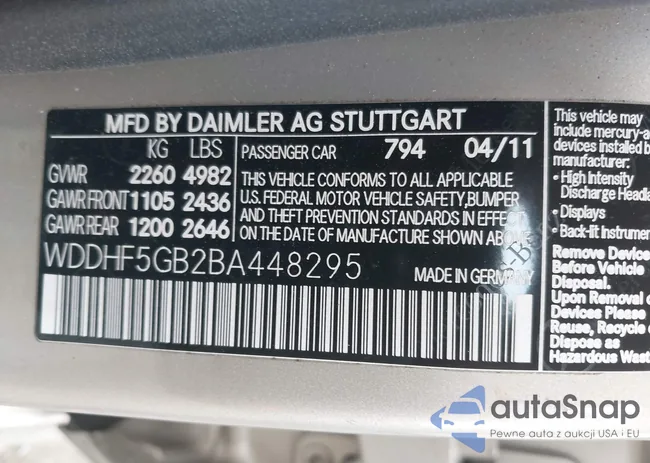 MFD BY DAIMLER AG STUTTGART
KG LBS
GVWR 2260 4982
GAWR FRONT 1105 2436
GAWR REAR 1200 2646
PASSENGER CAR 794 04/11
THIS VEHICLE CONFORMS TO ALL APPLICABLE
U.S. FEDERAL MOTOR VEHICLE SAFETY,BUMPER
AND THEFT PREVENTION STANDARDS IN EFFECT
ON THE DATE OF MANUFACTURE SHOWN ABOVE
WDDHF5GB2BA448295
MADE IN GERMANY
This vehicle may
include mercury-a
devices installed b
manufacturer:
- High Intensity
Discharge Headla
- Displays
- Back-lit Instrumen
Remove Device
Before Vehicle
Disposal.
Upon Removal o
Devices Please
Reuse, Recycle o
Dispose as
Hazardous Wast
autaSnap
Pewne auta z aukcji USA i EU